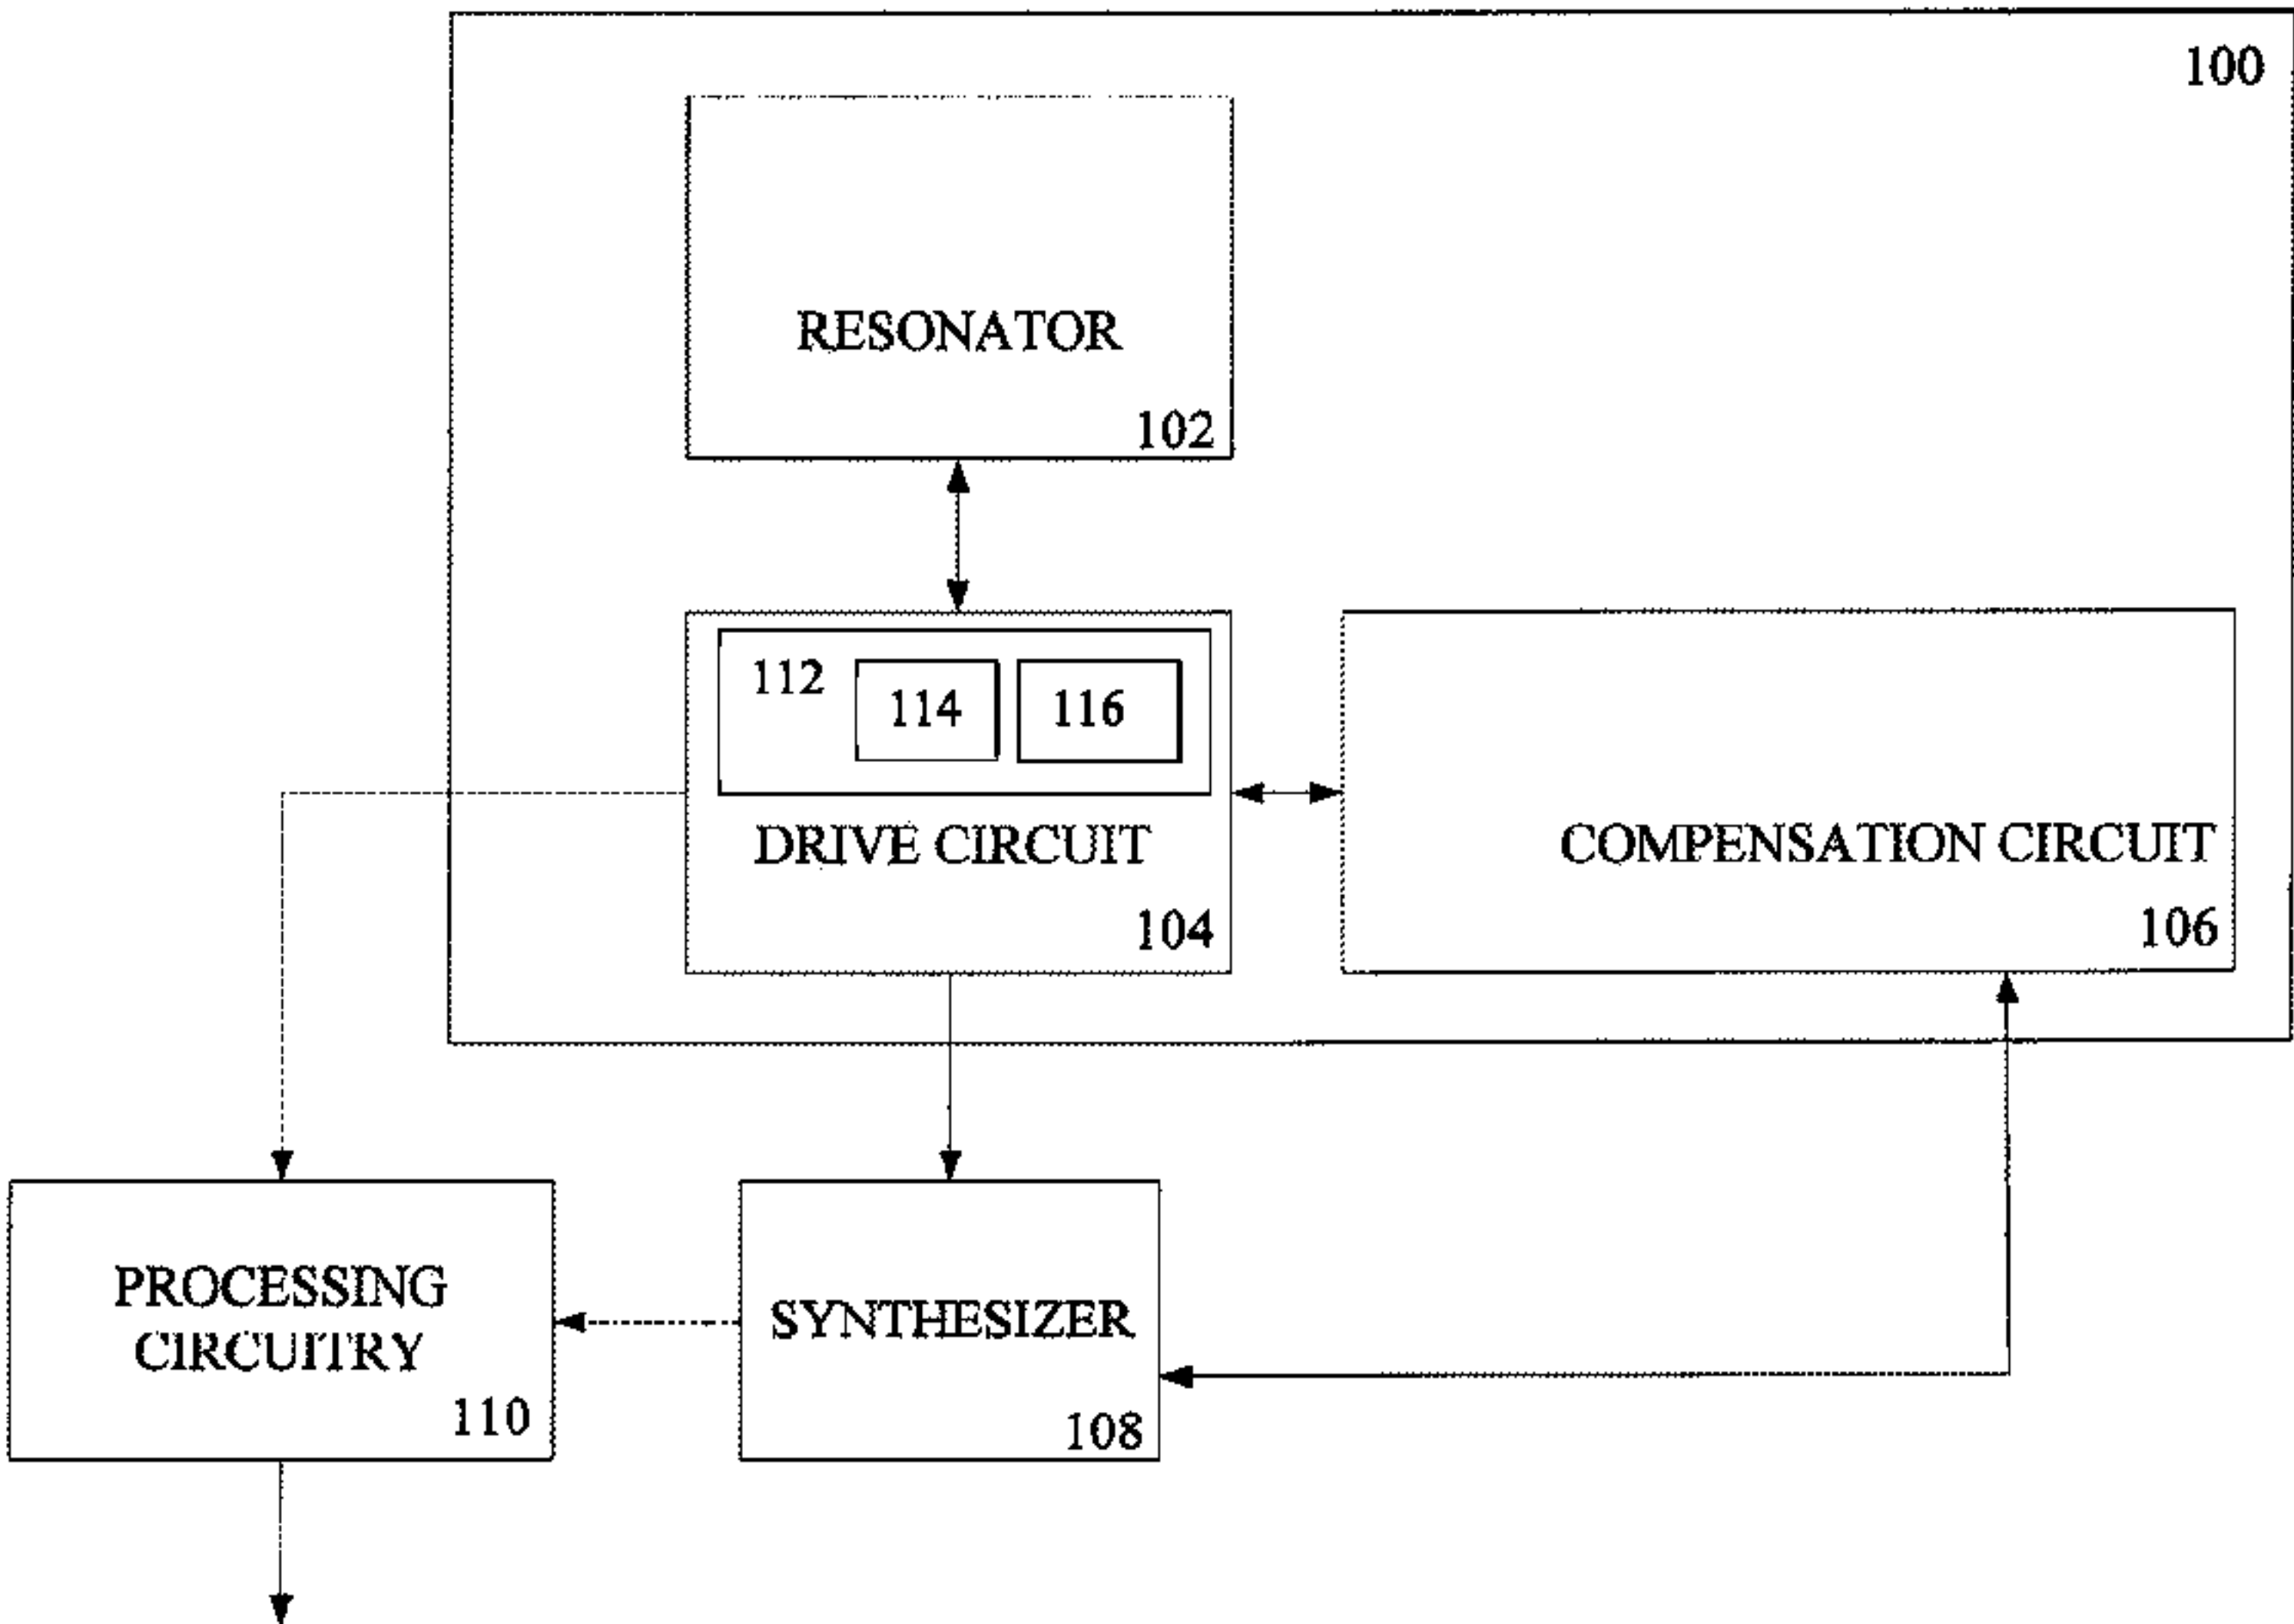 100
RESONATOR
102
112
114
116
DRIVE CIRCUIT
104
COMPENSATION CIRCUIT
106
PROCESSING
CIRCUITRY
110
SYNTHESIZER
108